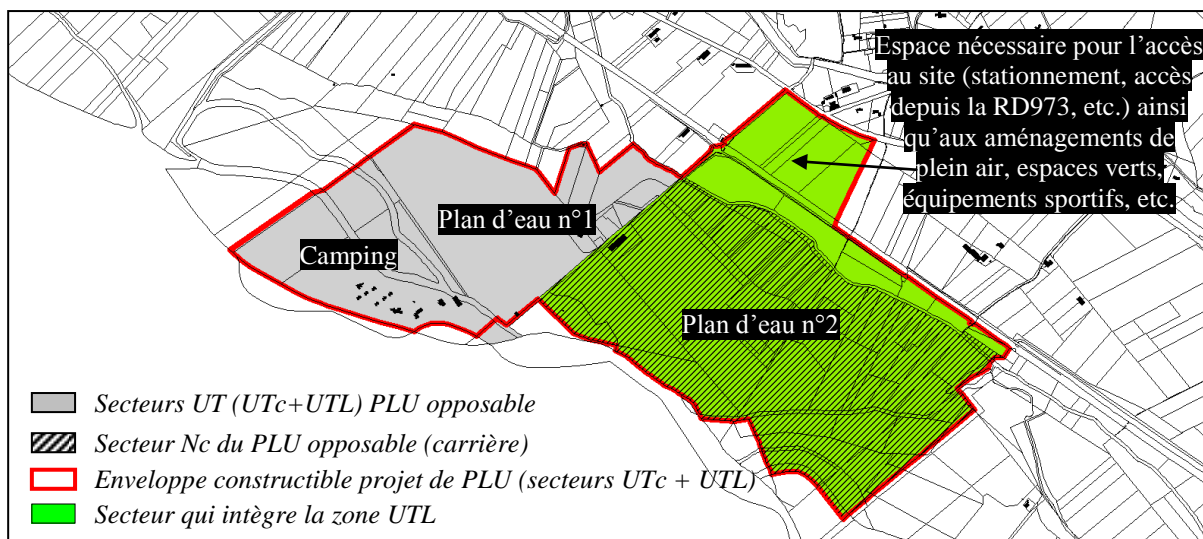 Espace nécessaire pour l'accès
au site (stationnement, accès
depuis la RD973, etc.) ainsi
qu'aux aménagements de
plein air, espaces verts,
équipements sportifs, etc.
Plan d'eau n°1
Camping
Plan d'eau n°2
Secteurs UT (UTc+UTL) PLU opposable
Secteur Nc du PLU opposable (carrière)
Enveloppe constructible projet de PLU (secteurs UTc + UTL)
Secteur qui intègre la zone UTL